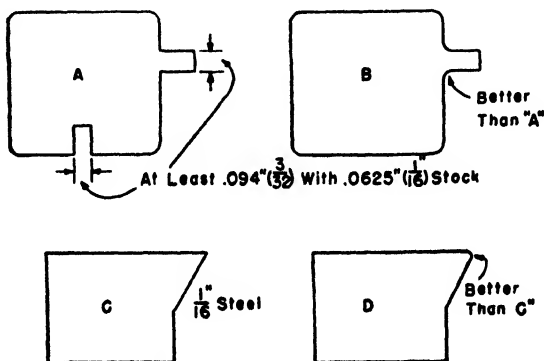 A
B
Better
Than "A"
At Least .094"(3/32) With .0625"(1/16") Stock
C
1/16" Steel
D
Better
Than C"